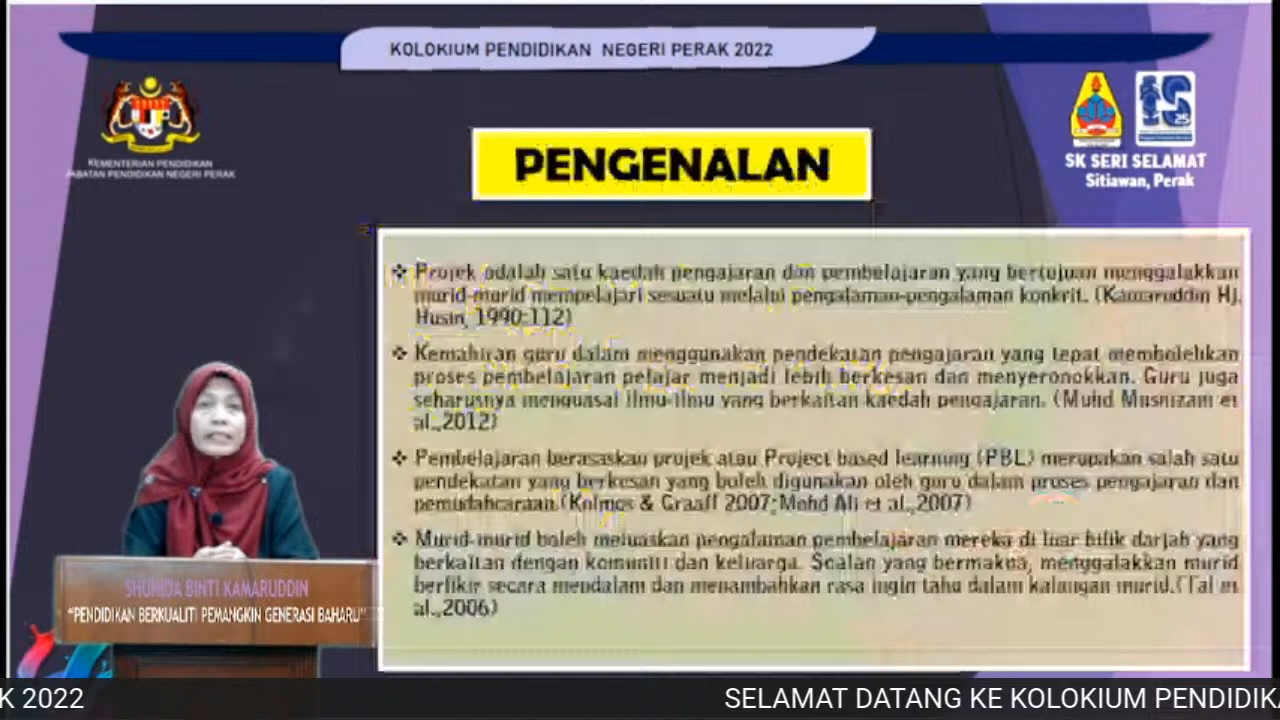 KOLOKIUM PENDIDIKAN NEGERI PERAK 2022
KEMENTERIAN PENDIDIKAN
JABATAN PENDIDIKAN NEGERI PERAK
SK SERI SELAMAT
Sitiawan, Perak
PENGENALAN
❖ Projek adalah satu kaedah pengajaran dan pembelajaran yang bertujuan menggalakkan
murid-murid mempelajari sesuatu melalui pengalaman-pengalaman konkrit. (Kamaruddin Hj.
Husin, 1990:112)
❖ Kemahiran guru dalam menggunakan pendekatan pengajaran yang tepat membolehkan
proses pembelajaran pelajar menjadi lebih berkesan dan menyeronokkan. Guru juga
seharusnya menguasai ilmu-ilmu yang berkaitan kaedah pengajaran. (Muhd et
al.,2012)
❖ Pembelajaran berasaskan projek atau Project based learning (PBL) merupakan salah satu
pendekatan yang berkesan yang boleh digunakan oleh guru dalam proses pengajaran dan
pemudahcaraan.(Kolmos & Graaff 2007;Mohd Ali et al.,2007)
❖ Murid-murid boleh meluaskan pengalaman pembelajaran mereka di luar bilik darjah yang
berkaitan dengan komuniti dan keluarga. Soalan yang bermakna, menggalakkan murid
berfikir secara mendalam dan menambahkan rasa ingin tahu dalam kalangan murid.(Tal et
al.,2006)
SHUHIDA BINTI KAMARUDDIN
“PENDIDIKAN BERKUALITI PEMANGKIN GENERASI BAHARU”
K 2022
SELAMAT DATANG KE KOLOKIUM PENDIDIKA